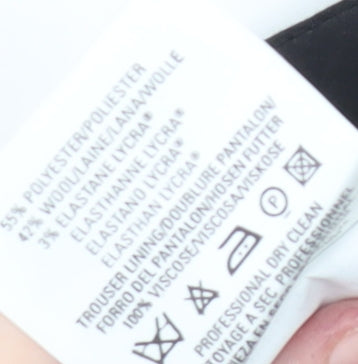 55% POLYESTER/POLIESTER
42% WOOL/LAINE/LANA/WOLLE
3% ELASTANE LYCRA®
ELASTHANNE LYCRA®
ELASTANO LYCRA®
ELASTHAN LYCRA®
TROUSER LINING/DOUBLURE PANTALON/
FORRO DEL PANTALON/HOSEN FUTTER
100% VISCOSE/VISCOSA/VISKOSE
P
PROFESSIONAL DRY CLEAN
A SEC PROFESSIONNEL
EN